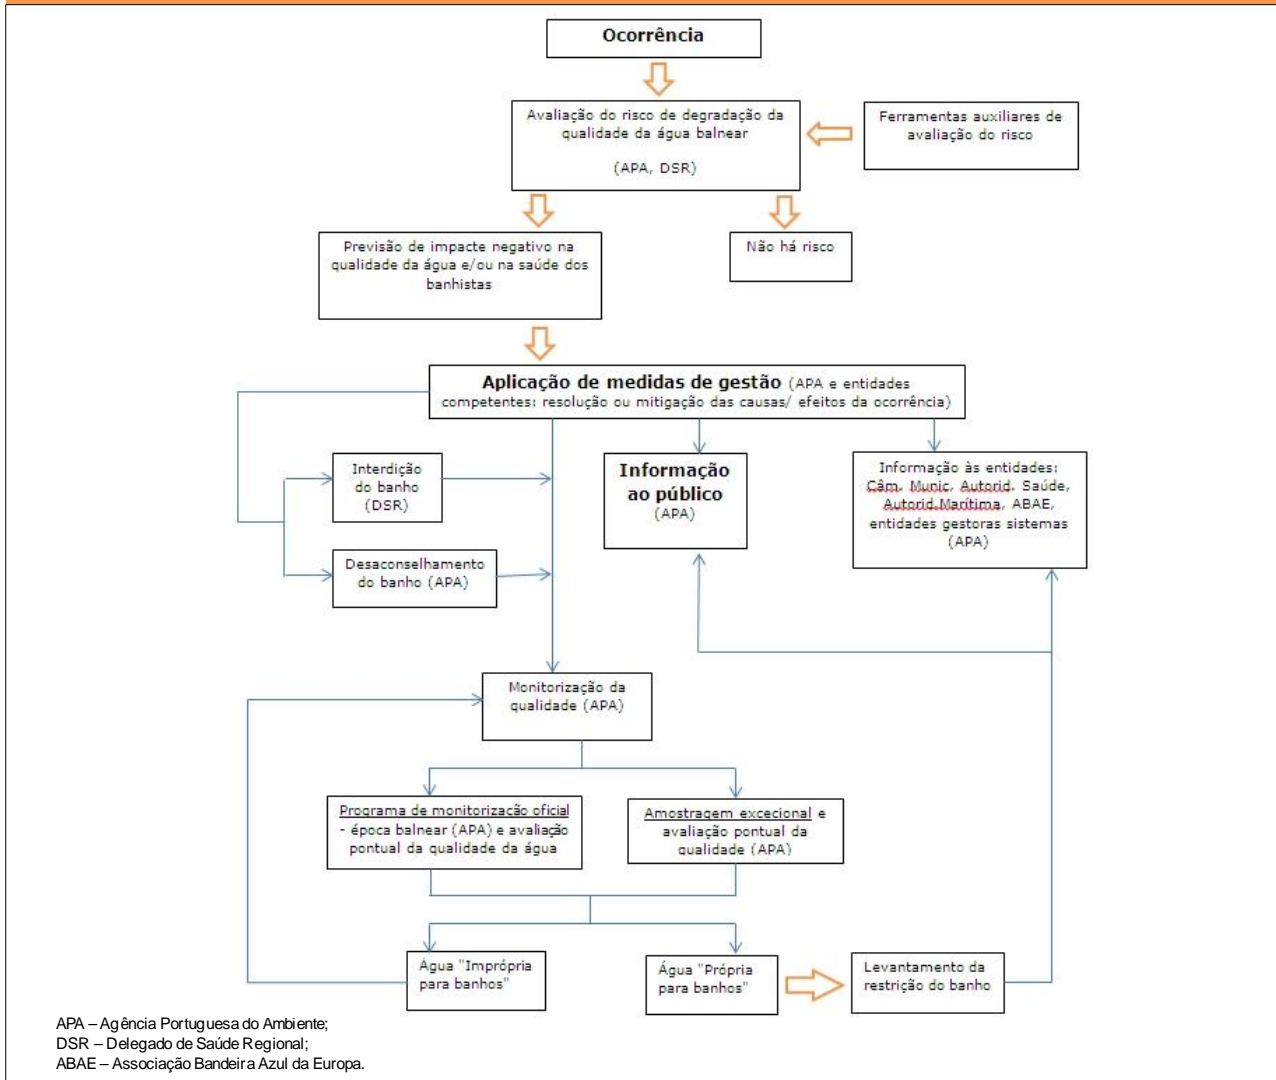 Ocorrência
Avaliação do risco de degradação da
qualidade da água balnear
(APA, DSR)
Ferramentas auxiliares de
avaliação do risco
Previsão de impacte negativo na
qualidade da água e/ou na saúde dos
banhistas
Não há risco
Aplicação de medidas de gestão (APA e entidades
competentes: resolução ou mitigação das causas/ efeitos da ocorrência)
Interdição
do banho
(DSR)
Desaconselhamento
do banho (APA)
Informação
ao público
(APA)
Informação às entidades:
Câm. Munic, Autorid. Saúde,
Autorid.Marítima, ABAE,
entidades gestoras sistemas
(APA)
Monitorização da
qualidade (APA)
Programa de monitorização oficial
- época balnear (APA) e avaliação
pontual da qualidade da água
Amostragem excecional e
avaliação pontual da
qualidade (APA)
Água "Imprópria
para banhos"
Água "Própria
para banhos"
Levantamento da
restrição do banho
APA – Agência Portuguesa do Ambiente;
DSR – Delegado de Saúde Regional;
ABAE – Associação Bandeira Azul da Europa.